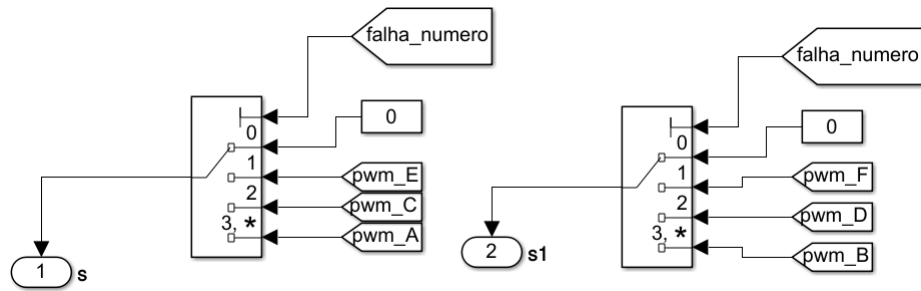 falha_numero
0
0
1
pwm_E
2
pwm_C
3, *
pwm_A
1
s
falha_numero
0
0
1
pwm_F
2
pwm_D
3, *
pwm_B
2
s1